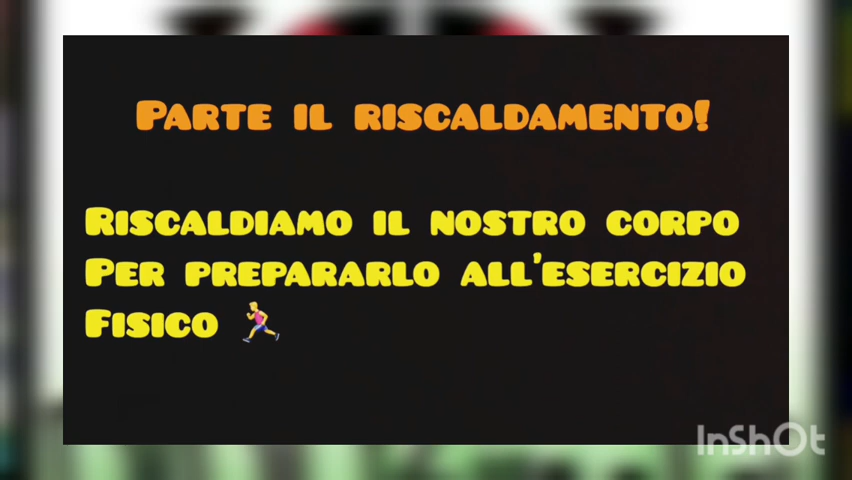 Parte il riscaldamento!
Riscaldiamo il nostro corpo
Per prepararlo all'esercizio
Fisico 🏃
InShOt